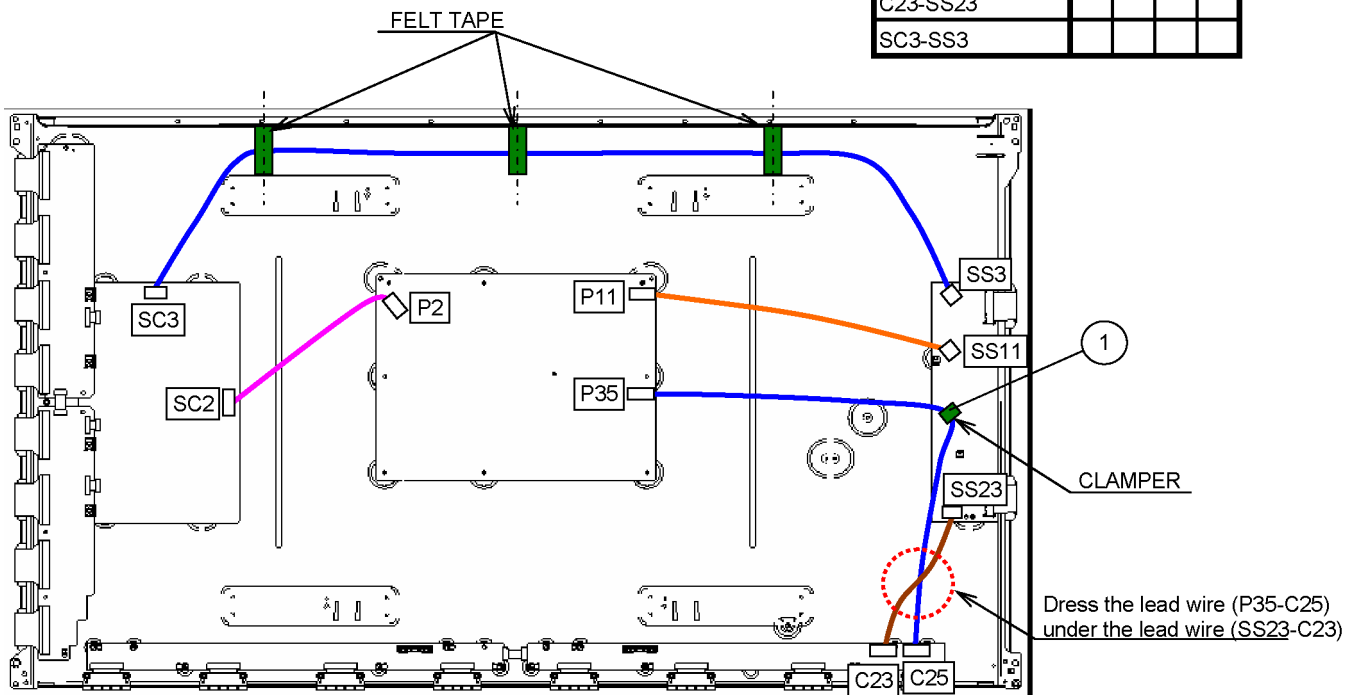 C23-SS23
SC3-SS3
FELT TAPE
SS3
SC3
P2
P11
SS11
1
SC2
P35
SS23
CLAMPER
Dress the lead wire (P35-C25)
under the lead wire (SS23-C23)
C23
C25